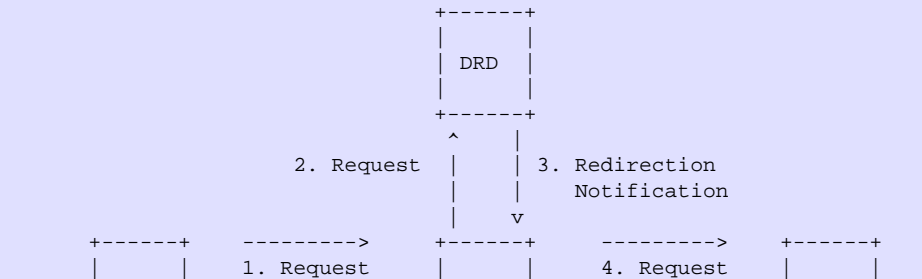 DRD
2. Request 3. Redirection
Notification
1. Request 4. Request